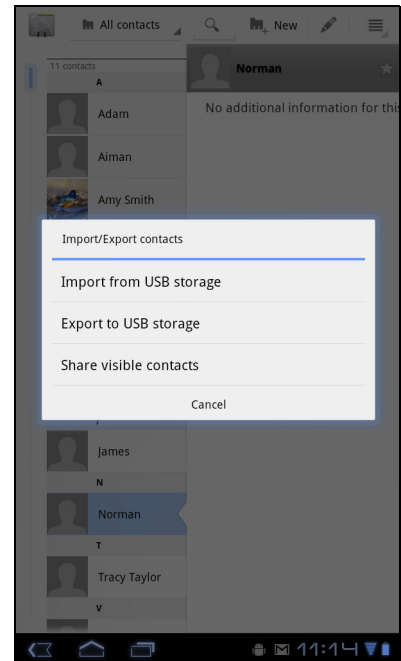 All contacts
New
11 contacts
Norman
A
No additional information for this
Adam
Aiman
Amy Smith
Import/Export contacts
Import from USB storage
Export to USB storage
Share visible contacts
Cancel
James
N
Norman
T
Tracy Taylor
V
11:14